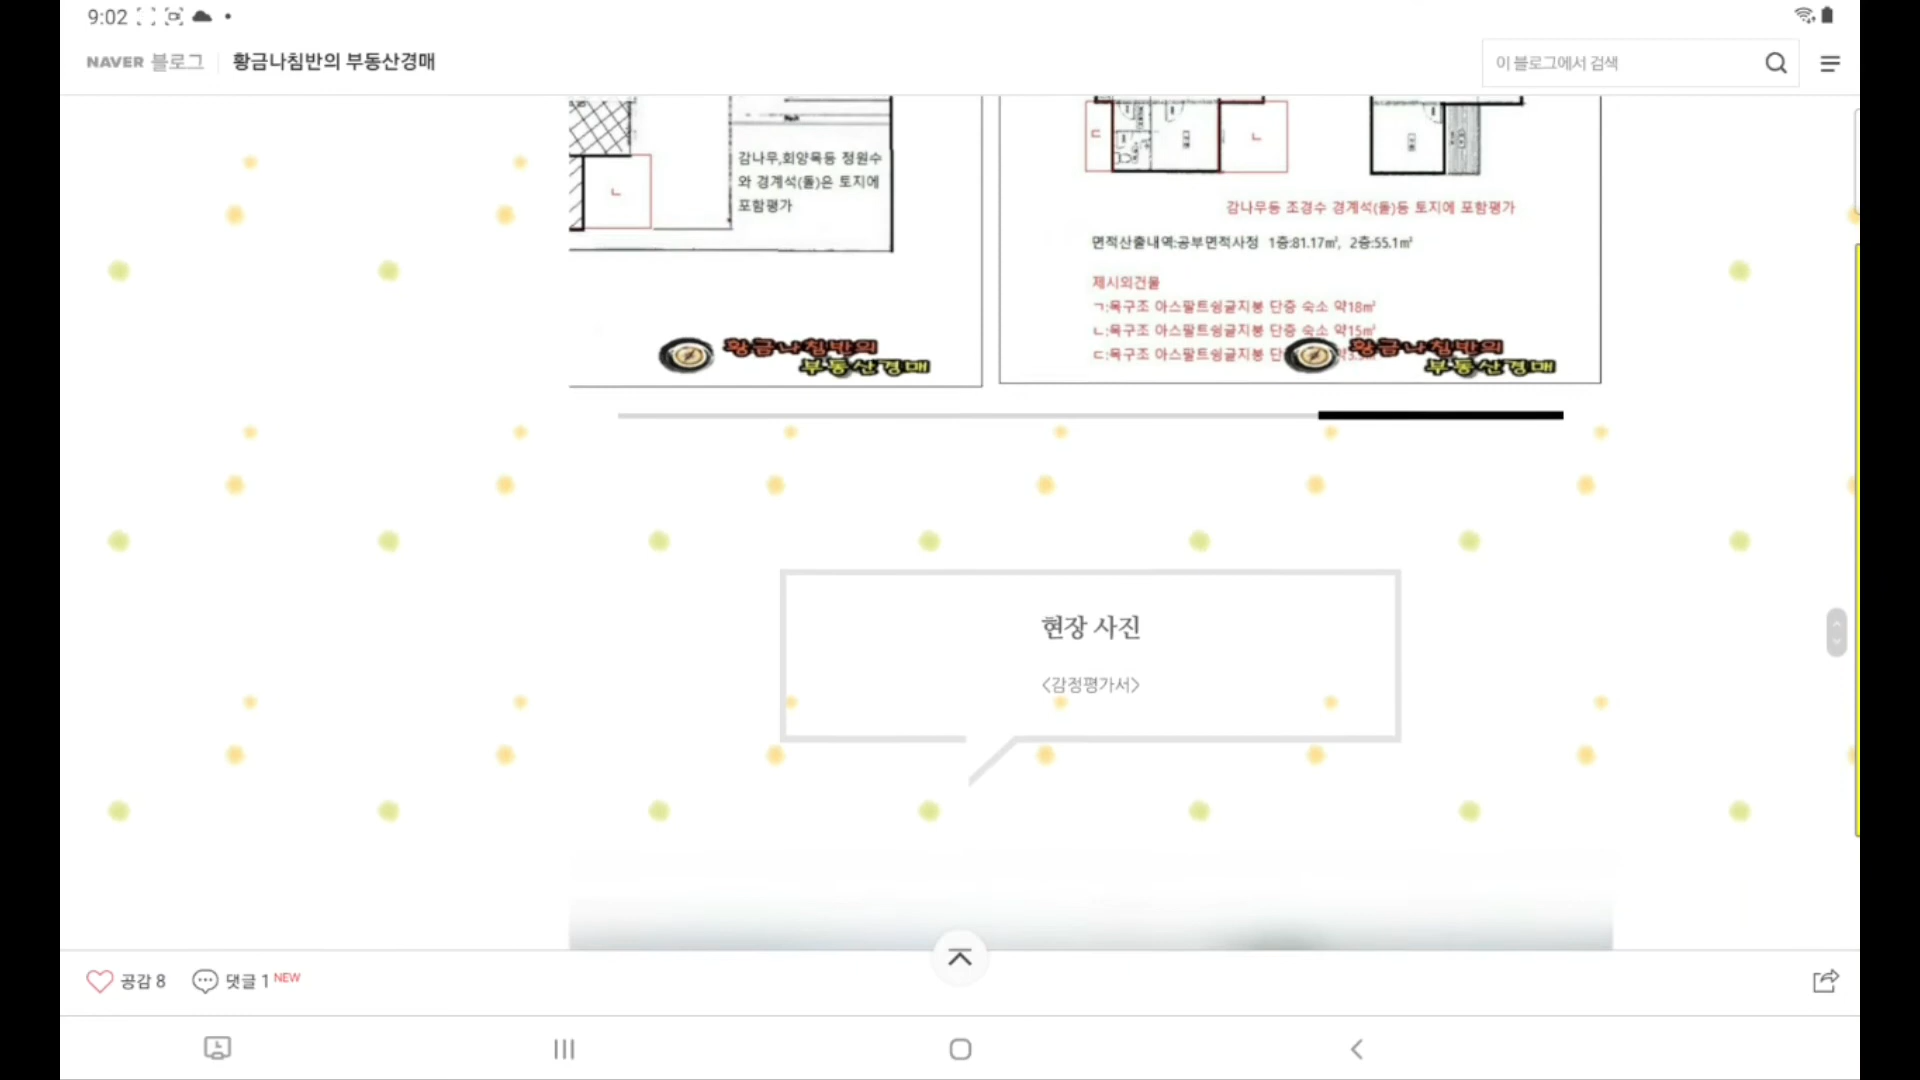 9:02
NAVER 블로그 황금나침반의 부동산경매
이 블로그에서 검색
ㄴ
감나무,회양목등 정원수
와 경계석(돌)은 토지에
포함평가
황금나침반의
부동산경매
ㄷ
ㄴ
감나무등 조경수 경계석(돌)등 토지에 포함평가
면적산출내역:공부면적사정 1층:81.17㎡, 2층:55.1㎡
제시외건물
ㄱ:목구조 아스팔트슁글지붕 단층 숙소 약18㎡
ㄴ:목구조 아스팔트슁글지붕 단층 숙소 약15㎡
ㄷ:목구조 아스팔트슁글지붕
황금나침반의
부동산경매
현장 사진
<감정평가서>
공감 8 댓글 1 NEW